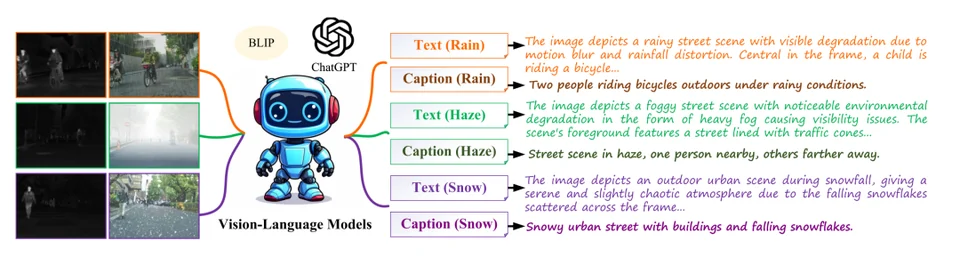 BLIP
ChatGPT
Vision-Language Models
Text (Rain)
The image depicts a rainy street scene with visible degradation due to
motion blur and rainfall distortion. Central in the frame, a child is
riding a bicycle...
Caption (Rain)
Two people riding bicycles outdoors under rainy conditions.
Text (Haze)
The image depicts a foggy street scene with noticeable environmental
degradation in the form of heavy fog causing visibility issues. The
scene's foreground features a street lined with traffic cones...
Caption (Haze)
Street scene in haze, one person nearby, others farther away.
Text (Snow)
The image depicts an outdoor urban scene during snowfall, giving a
serene and slightly chaotic atmosphere due to the falling snowflakes
scattered across the frame...
Caption (Snow)
Snowy urban street with buildings and falling snowflakes.